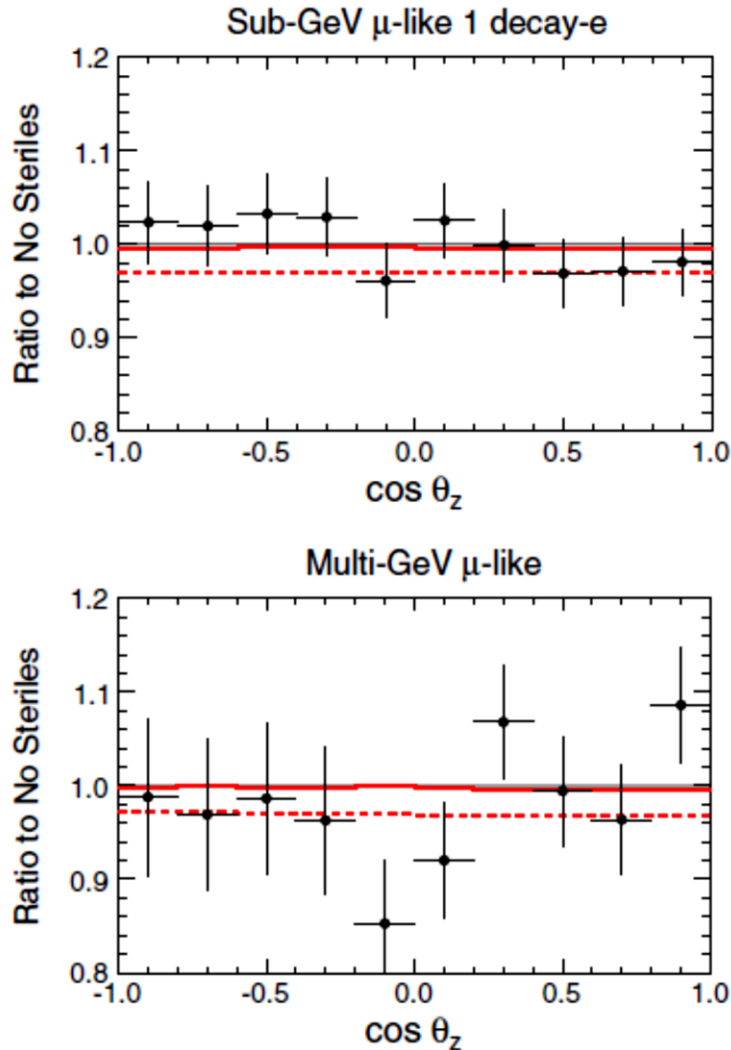 Sub-GeV μ-like 1 decay-e
Ratio to No Steriles
1.2
1.1
1.0
0.9
0.8
-1.0 -0.5 0.0 0.5 1.0
cos θz
Multi-GeV μ-like
Ratio to No Steriles
1.2
1.1
1.0
0.9
0.8
-1.0 -0.5 0.0 0.5 1.0
cos θz